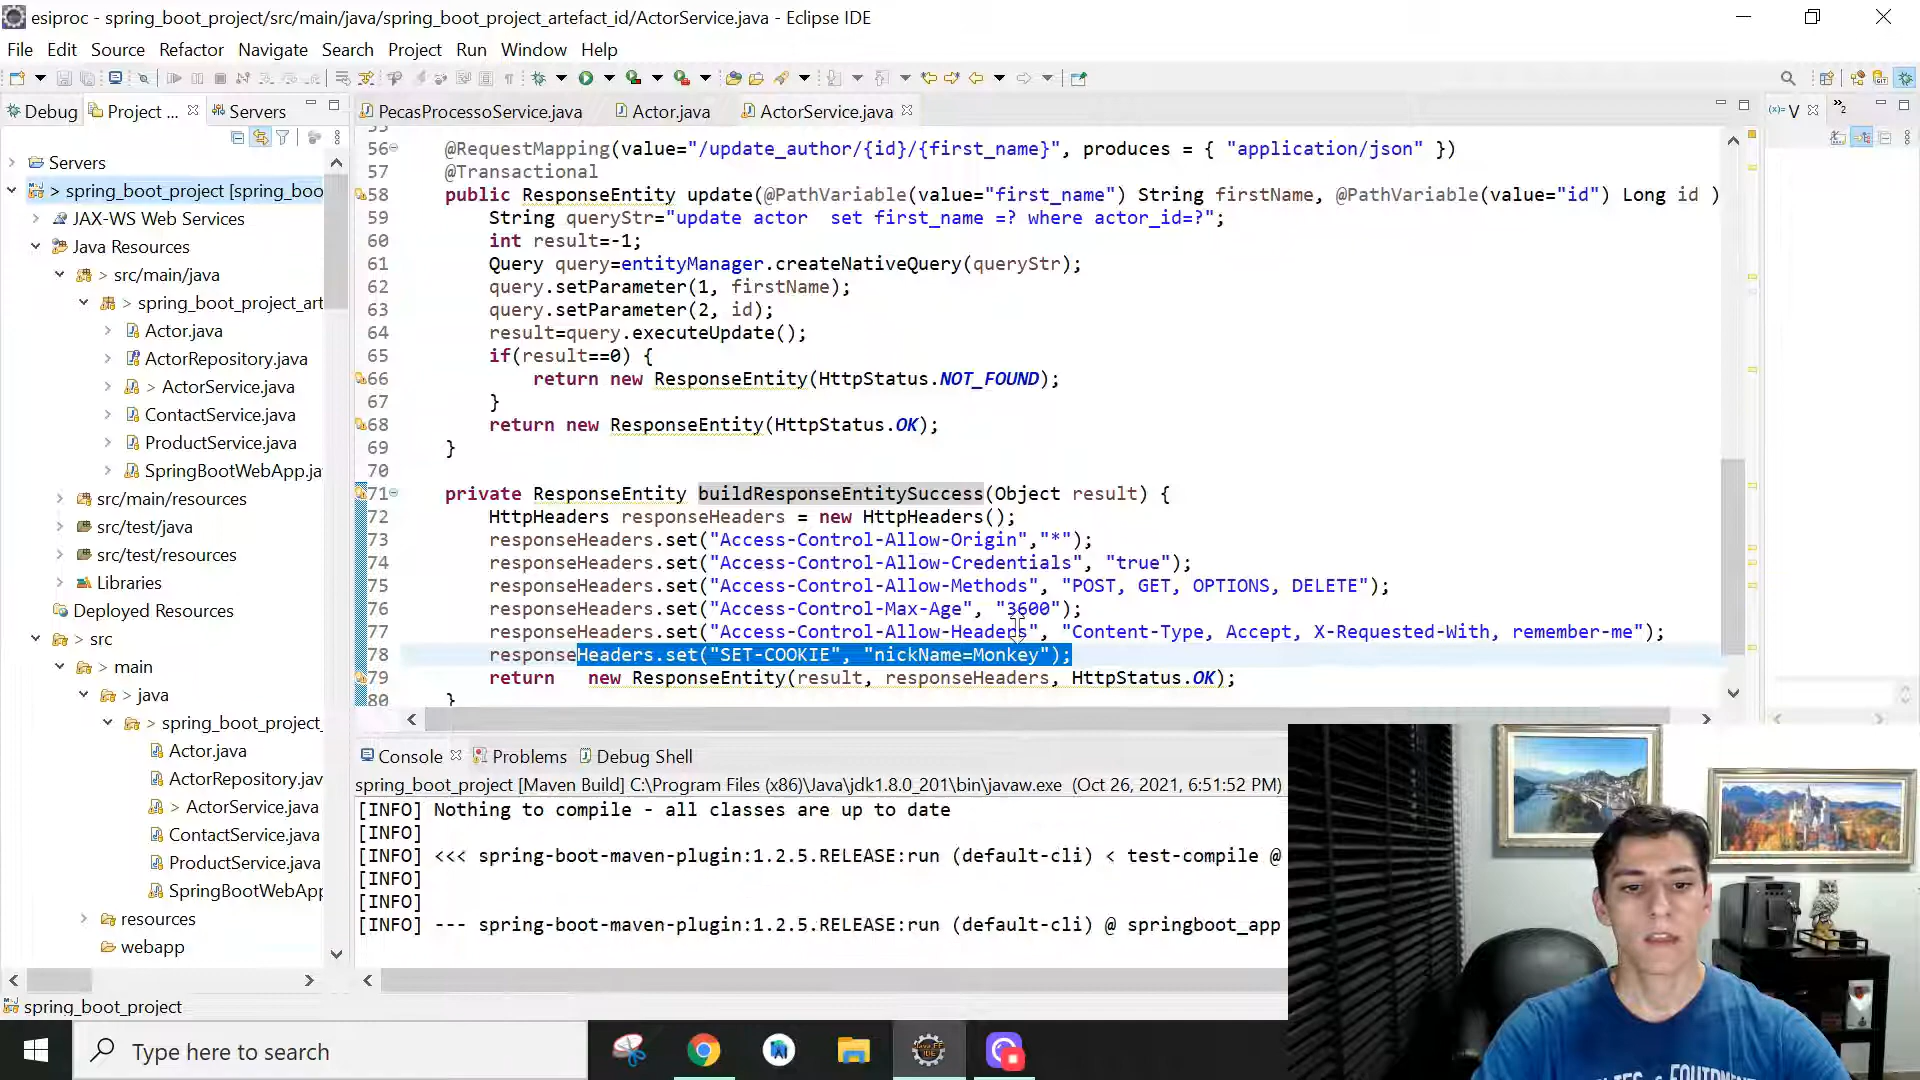 esiproc - spring_boot_project/src/main/java/spring_boot_project_artefact_id/ActorService.java - Eclipse IDE
File Edit Source Refactor Navigate Search Project Run Window Help
Debug Project ... Servers
PecasProcessoService.java Actor.java ActorService.java
(x)= V
2
Servers
> spring_boot_project [spring_boo
JAX-WS Web Services
Java Resources
> src/main/java
> spring_boot_project_art
Actor.java
ActorRepository.java
> ActorService.java
ContactService.java
ProductService.java
SpringBootWebApp.ja
src/main/resources
src/test/java
src/test/resources
Libraries
Deployed Resources
> src
> main
> java
> spring_boot_project_
Actor.java
ActorRepository.jav
> ActorService.java
ContactService.java
ProductService.java
SpringBootWebApp
resources
webapp
spring_boot_project
55
56 @RequestMapping(value="/update_author/{id}/{first_name}", produces = { "application/json" })
57 @Transactional
58 public ResponseEntity update(@PathVariable(value="first_name") String firstName, @PathVariable(value="id") Long id )
59 String queryStr="update actor  set first_name =? where actor_id=?";
60 int result=-1;
61 Query query=entityManager.createNativeQuery(queryStr);
62 query.setParameter(1, firstName);
63 query.setParameter(2, id);
64 result=query.executeUpdate();
65 if(result==0) {
66 return new ResponseEntity(HttpStatus.NOT_FOUND);
67 }
68 return new ResponseEntity(HttpStatus.OK);
69 }
70
71 private ResponseEntity buildResponseEntitySuccess(Object result) {
72 HttpHeaders responseHeaders = new HttpHeaders();
73 responseHeaders.set("Access-Control-Allow-Origin","*");
74 responseHeaders.set("Access-Control-Allow-Credentials", "true");
75 responseHeaders.set("Access-Control-Allow-Methods", "POST, GET, OPTIONS, DELETE");
76 responseHeaders.set("Access-Control-Max-Age", "3600");
77 responseHeaders.set("Access-Control-Allow-Headers", "Content-Type, Accept, X-Requested-With, remember-me");
78 responseHeaders.set("SET-COOKIE", "nickName=Monkey");
79 return   new ResponseEntity(result, responseHeaders, HttpStatus.OK);
80 }
Console Problems Debug Shell
spring_boot_project [Maven Build] C:\Program Files (x86)\Java\jdk1.8.0_201\bin\javaw.exe (Oct 26, 2021, 6:51:52 PM)
[INFO] Nothing to compile - all classes are up to date
[INFO]
[INFO] <<< spring-boot-maven-plugin:1.2.5.RELEASE:run (default-cli) < test-compile @
[INFO]
[INFO]
[INFO] --- spring-boot-maven-plugin:1.2.5.RELEASE:run (default-cli) @ springboot_app
Type here to search
Java EE
IDE